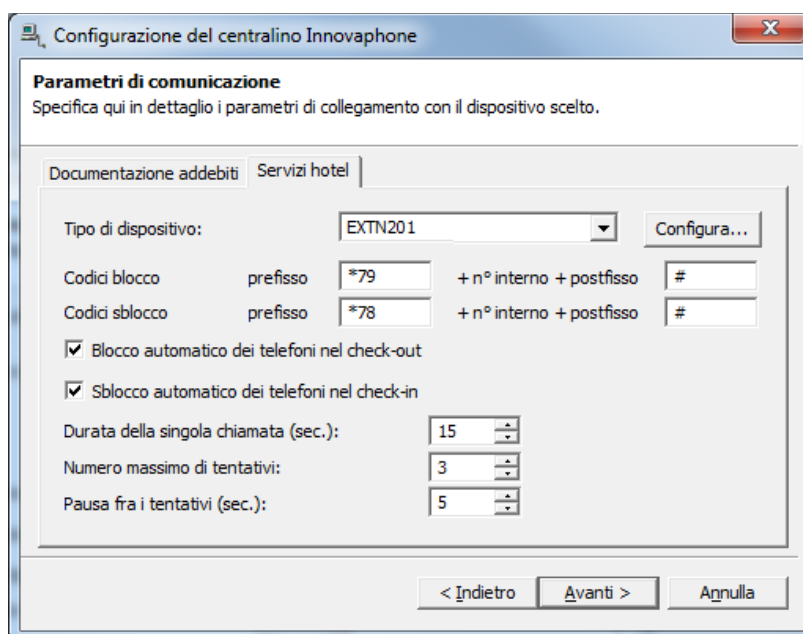 Configurazione del centralino Innovaphone
Parametri di comunicazione
Specifica qui in dettaglio i parametri di collegamento con il dispositivo scelto.
Documentazione addebiti Servizi hotel
Tipo di dispositivo: EXTN201 Configura...
Codici blocco prefisso *79 + n° interno + postfisso #
Codici sblocco prefisso *78 + n° interno + postfisso #
Blocco automatico dei telefoni nel check-out
Sblocco automatico dei telefoni nel check-in
Durata della singola chiamata (sec.): 15
Numero massimo di tentativi: 3
Pausa fra i tentativi (sec.): 5
< Indietro Avanti > Annulla